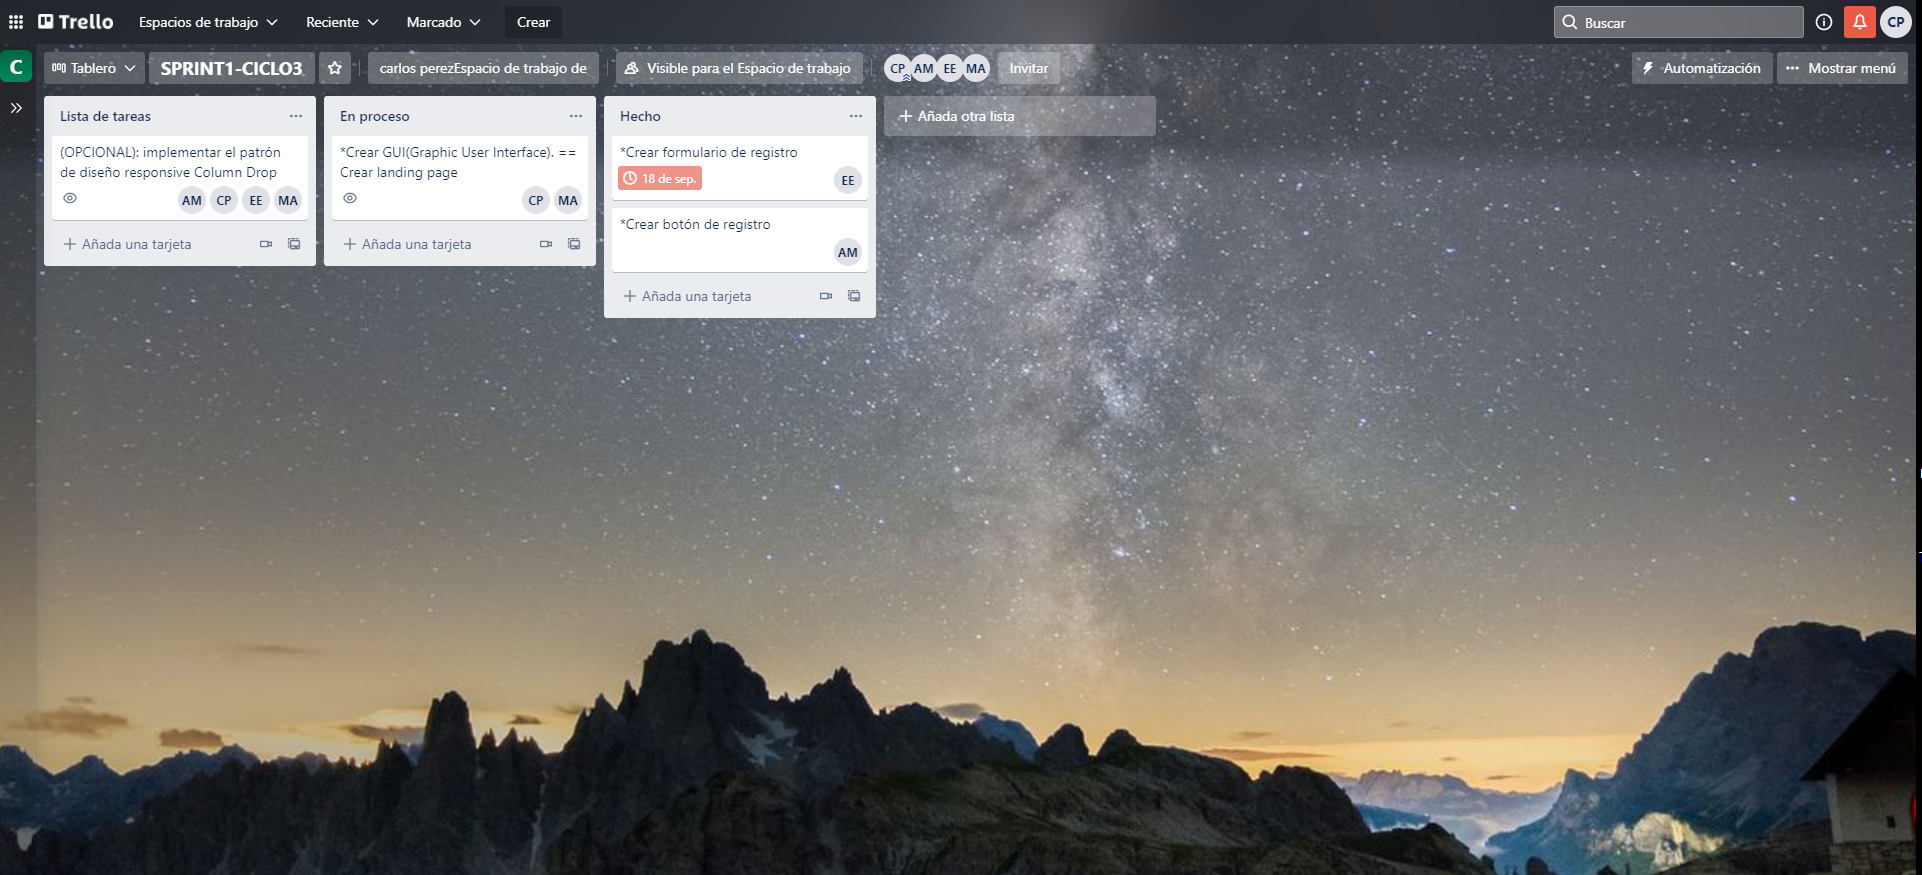 Trello
Espacios de trabajo
Reciente
Marcado
Crear
Buscar
CP
C
Tablero
SPRINT1-CICLO3
carlos perezEspacio de trabajo de
Visible para el Espacio de trabajo
CP AM EE MA
Invitar
Automatización
Mostrar menú
Lista de tareas
(OPCIONAL): implementar el patrón
de diseño responsive Column Drop
AM CP EE MA
+ Añada una tarjeta
En proceso
*Crear GUI(Graphic User Interface). ==
Crear landing page
CP MA
+ Añada una tarjeta
Hecho
*Crear formulario de registro
18 de sep.
EE
*Crear botón de registro
AM
+ Añada una tarjeta
+ Añada otra lista